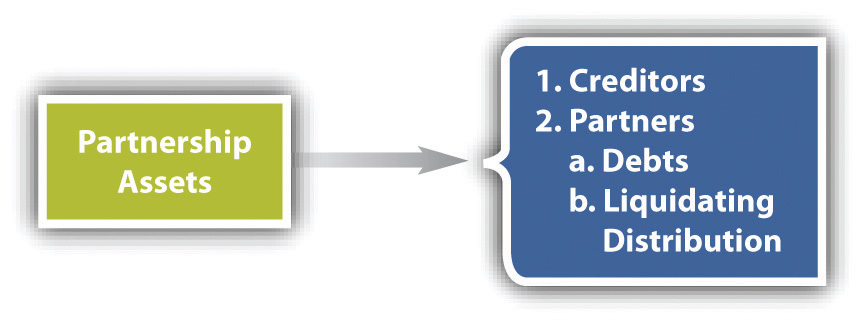 Partnership
Assets
1. Creditors
2. Partners
a. Debts
b. Liquidating
Distribution